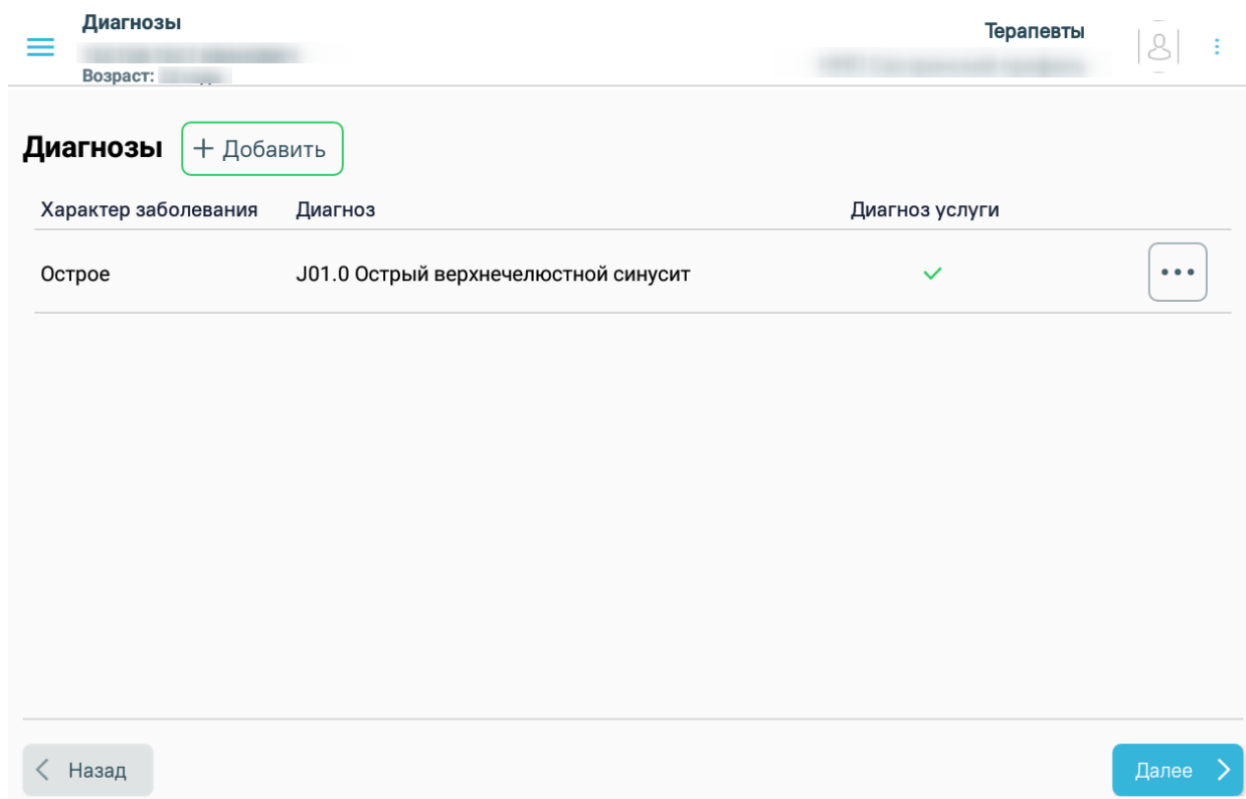 Диагнозы
Терапевты
Возраст:
Диагнозы
+ Добавить
Характер заболевания Диагноз Диагноз услуги
Острое J01.0 Острый верхнечелюстной синусит
Назад
Далее